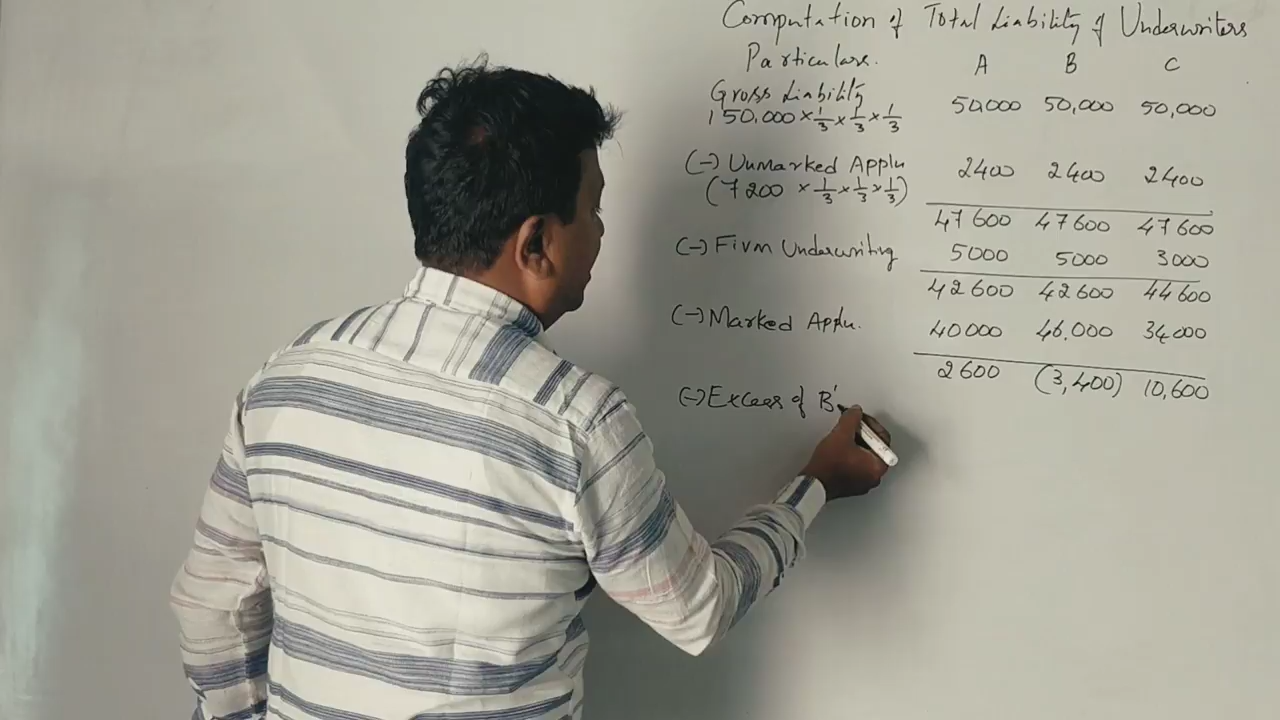 Computation of Total Liability of Underwriters
Particulars. A B C
Gross Liability 50,000 50,000 50,000
150,000 × 1/3 × 1/3 × 1/3
(-) Unmarked Appln 2400 2400 2400
(7200 × 1/3 × 1/3 × 1/3)
47600 47600 47600
(-) Firm Underwriting 5000 5000 3000
42600 42600 44600
(-) Marked Appln. 40000 46,000 34,000
2600 (3,400) 10,600
(-) Excess of B'